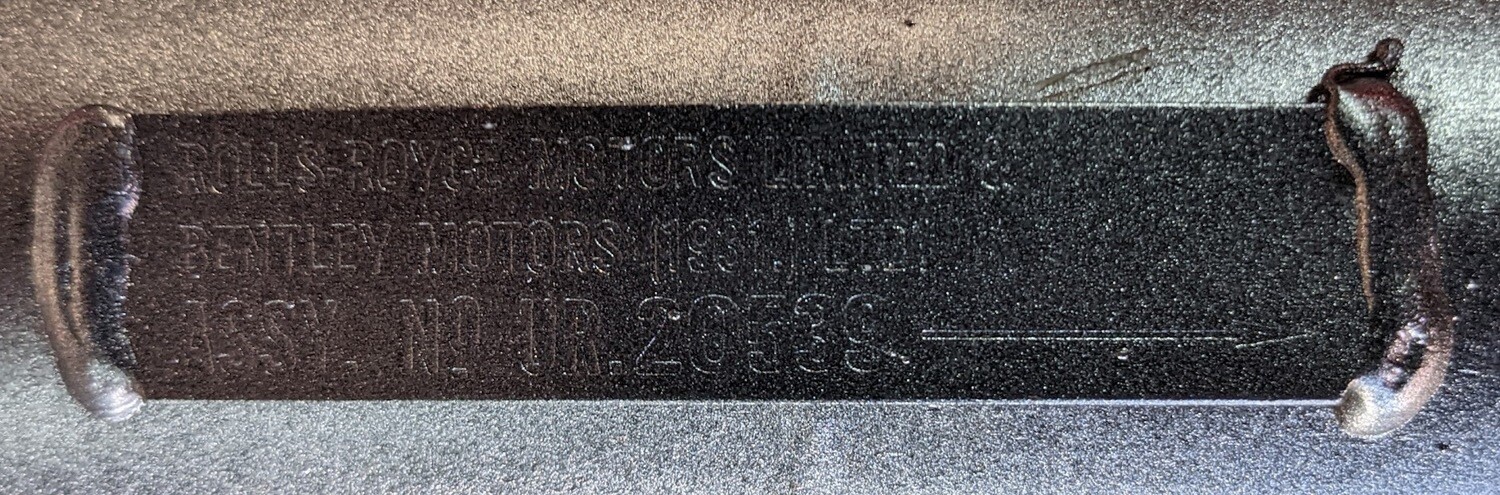 ROLLS-ROYCE MOTORS LIMITED &
BENTLEY MOTORS (1931.) LTD.
ASSY. NO UR.20539